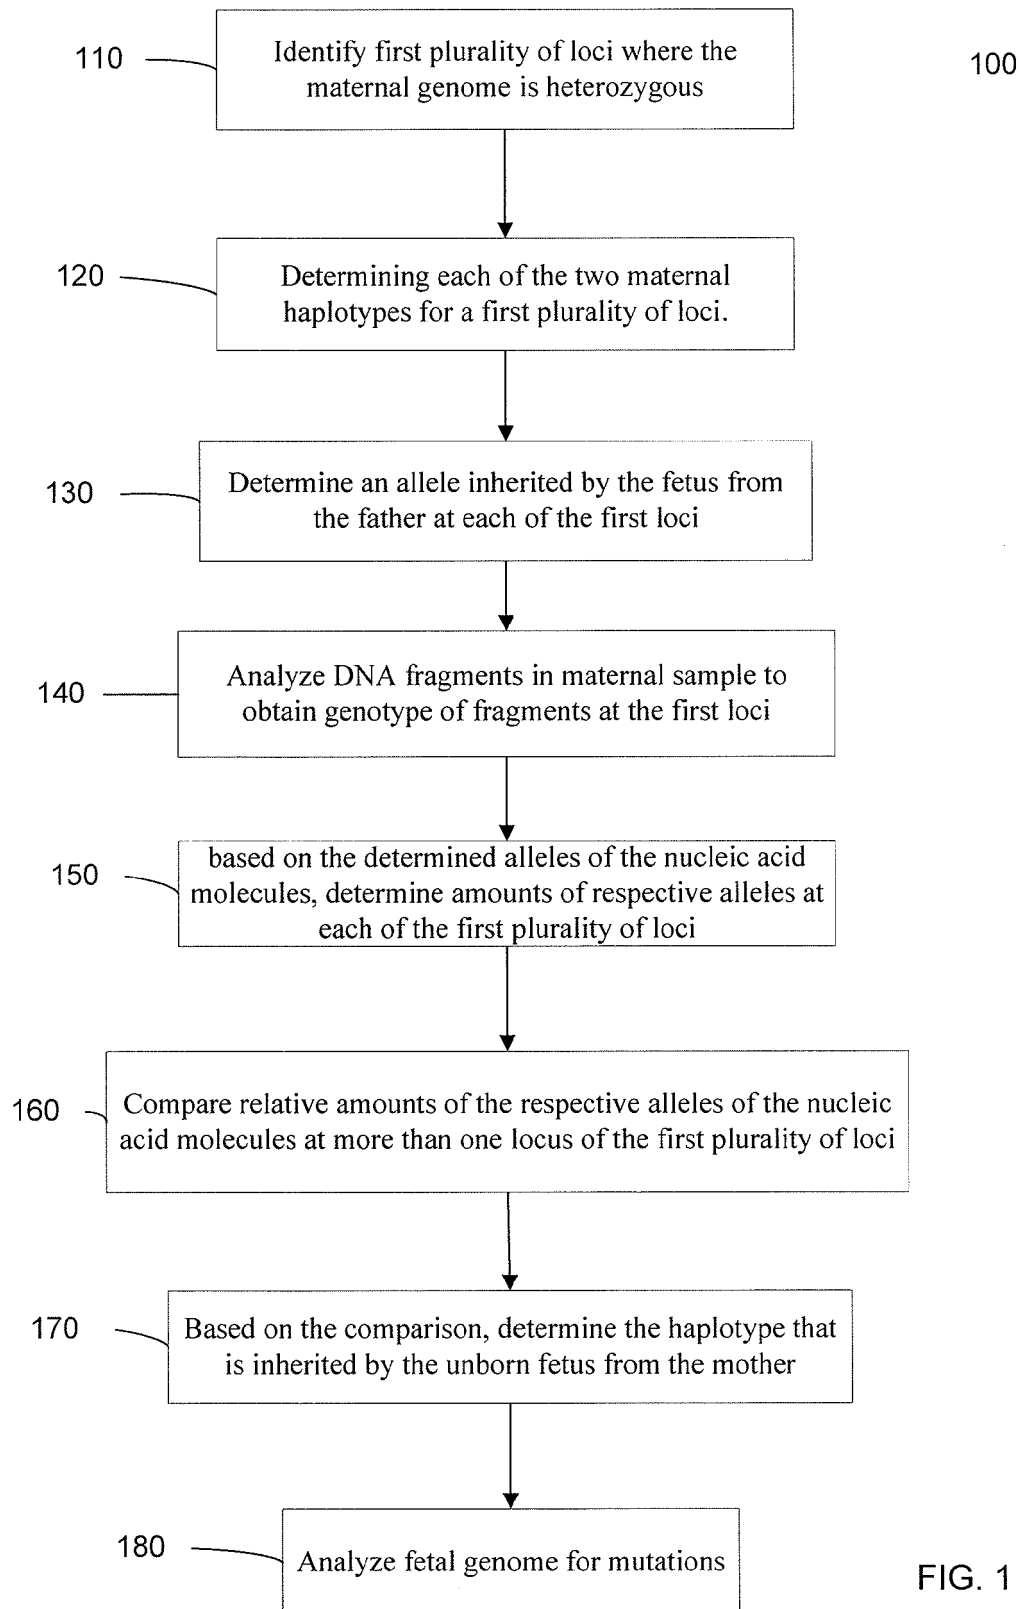 110
Identify first plurality of loci where the
maternal genome is heterozygous
100
120
Determining each of the two maternal
haplotypes for a first plurality of loci.
130
Determine an allele inherited by the fetus from
the father at each of the first loci
140
Analyze DNA fragments in maternal sample to
obtain genotype of fragments at the first loci
150
based on the determined alleles of the nucleic acid
molecules, determine amounts of respective alleles at
each of the first plurality of loci
160
Compare relative amounts of the respective alleles of the nucleic
acid molecules at more than one locus of the first plurality of loci
170
Based on the comparison, determine the haplotype that
is inherited by the unborn fetus from the mother
180
Analyze fetal genome for mutations
FIG. 1